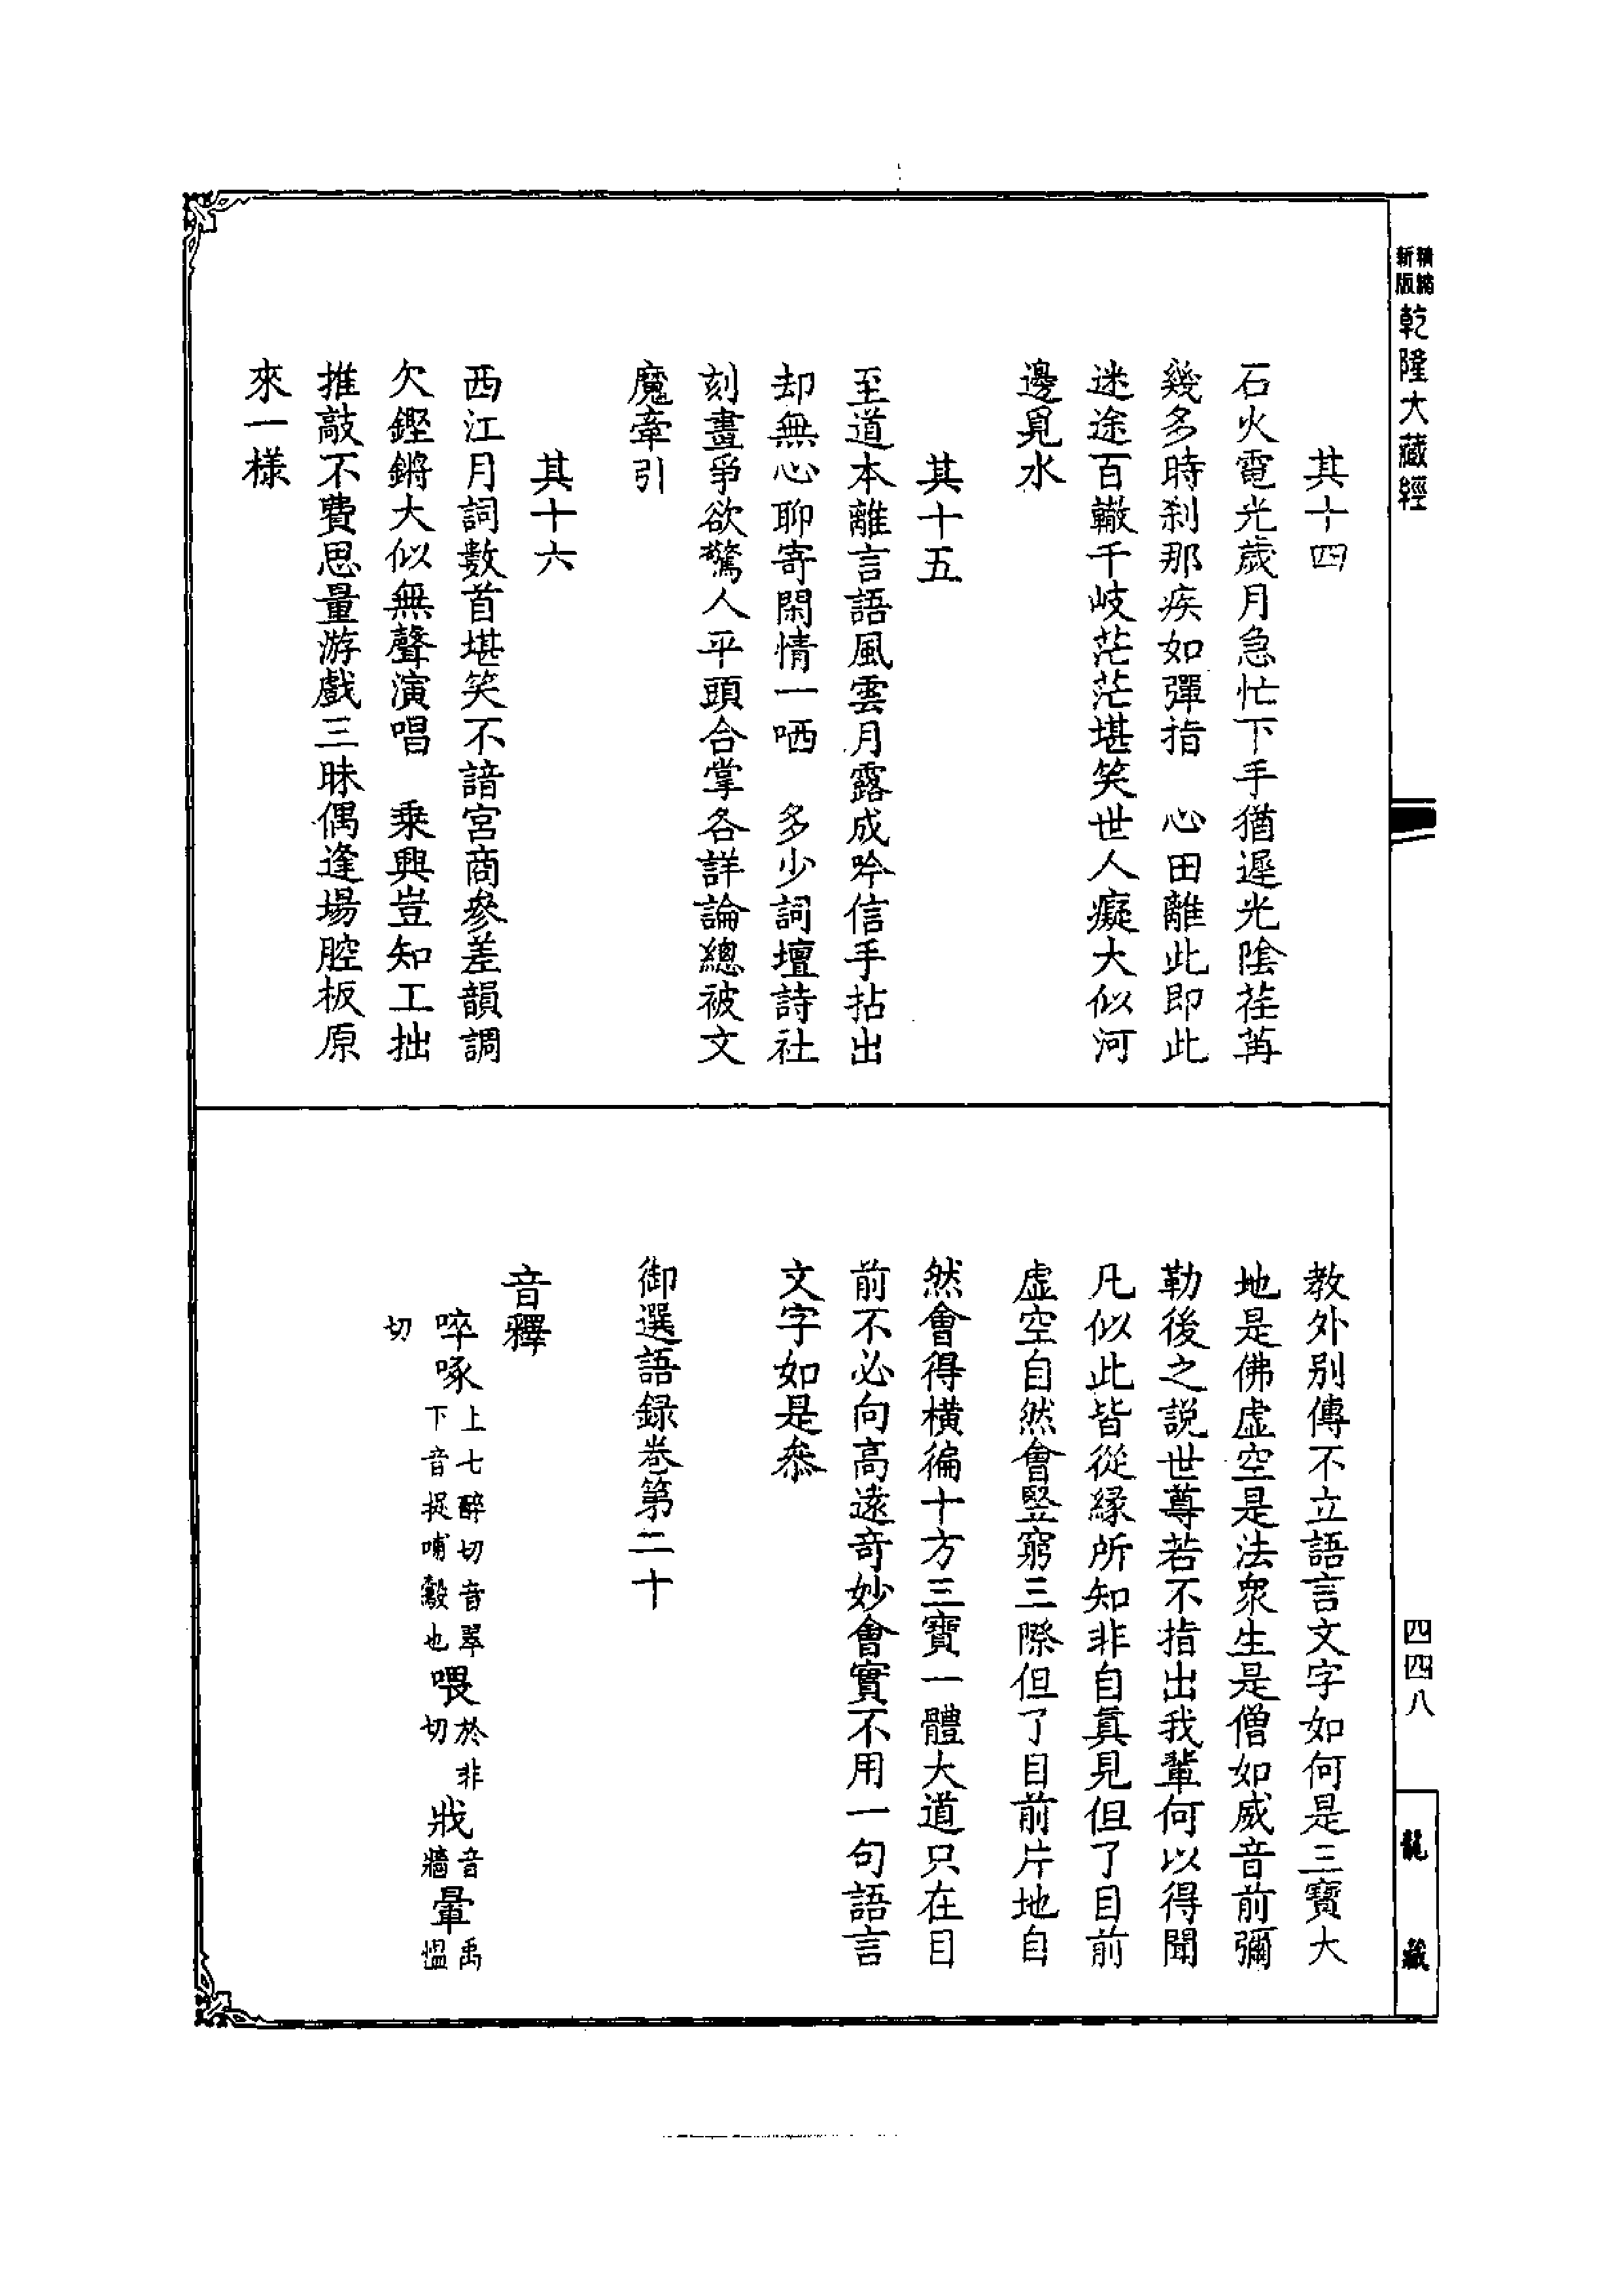 精編
新版
乾隆大藏經
其十四
石火電光歲月急忙下手猶遲光陰荏苒
幾多時刹那疾如彈指　心田離此即此
迷途百轍千岐茫茫堪笑世人癡大似河
邊覓水
其十五
至道本離言語風雲月露成吟信手拈出
却無心聊寄閑情一哂　多少詞壇詩社
刻畫爭欲驚人平頭合掌各詳論總被文
魔牽引
其十六
西江月詞數首堪笑不諳宮商參差韻調
欠鏗鏘大似無聲演唱　乘興豈知工拙
推敲不費思量游戲三昧偶逢場腔板原
來一樣
教外別傳不立語言文字如何是三寶大
地是佛虛空是法衆生是僧如威音前彌
勒後之説世尊若不指出我輩何以得聞
凡似此皆從緣所知非自真見但了目前
虛空自然會豎窮三際但了目前片地自
然會得橫徧十方三寶一體大道只在目
前不必向高遠奇妙會實不用一句語言
文字如是叅
御選語録卷第二十
音釋
啐啄上七醉切音翠下音捉哺鷇也喂於非切戕音牆暈禹愠
切
四四八
龍藏